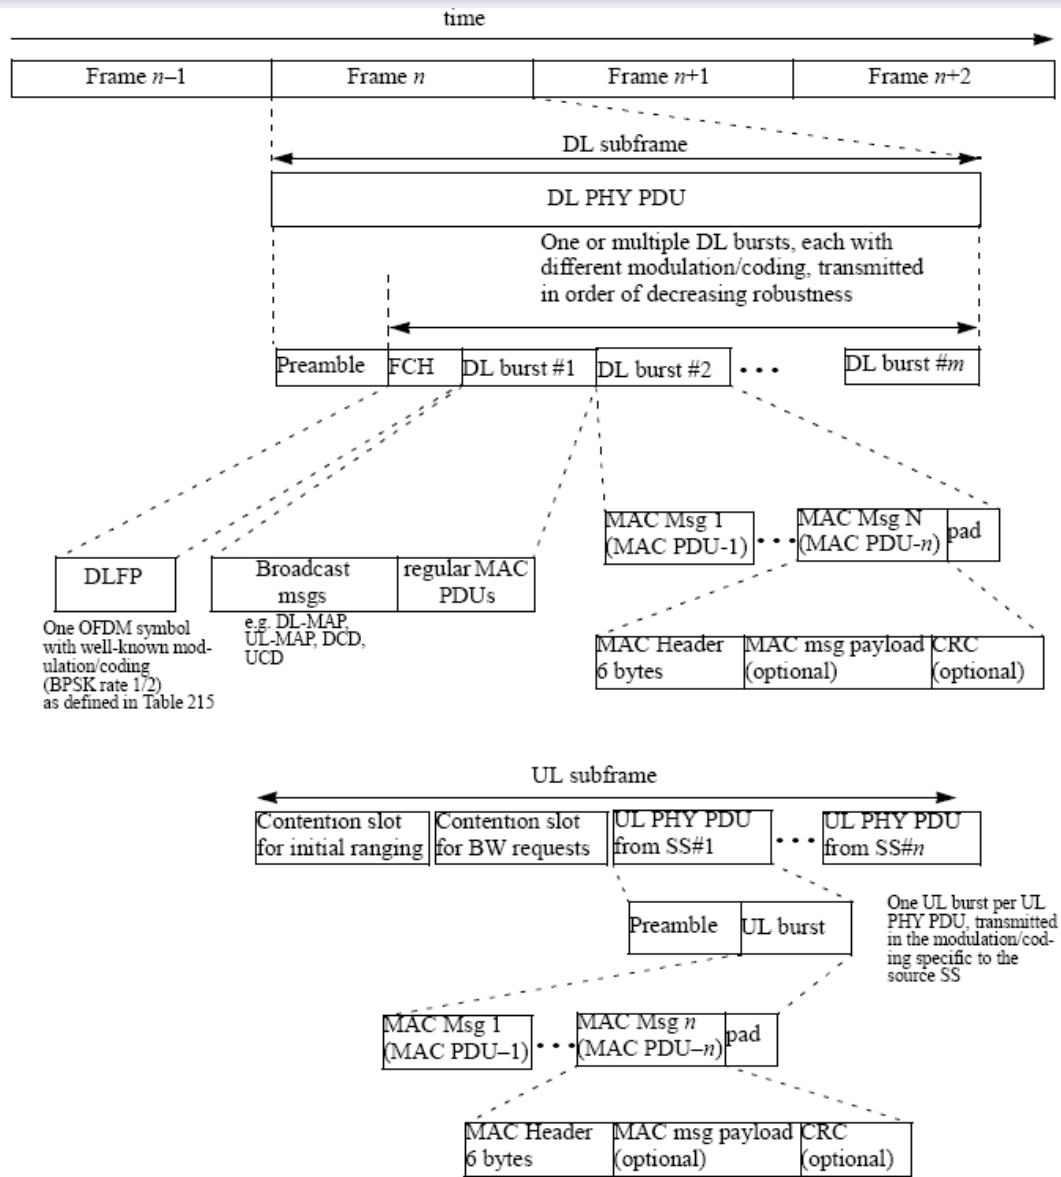 time
Frame n–1 Frame n Frame n+1 Frame n+2
DL subframe
DL PHY PDU
One or multiple DL bursts, each with
different modulation/coding, transmitted
in order of decreasing robustness
Preamble FCH DL burst #1 DL burst #2 • • • DL burst #m
MAC Msg 1
(MAC PDU-1)
• • •
MAC Msg N
(MAC PDU-n)
pad
DLFP
Broadcast
msgs
regular MAC
PDUs
One OFDM symbol
with well-known mod-
ulation/coding
(BPSK rate 1/2)
as defined in Table 215
e.g. DL-MAP,
UL-MAP, DCD,
UCD
MAC Header
6 bytes
MAC msg payload
(optional)
CRC
(optional)
UL subframe
Contention slot
for initial ranging
Contention slot
for BW requests
UL PHY PDU
from SS#1
• • •
UL PHY PDU
from SS#n
Preamble UL burst
One UL burst per UL
PHY PDU, transmitted
in the modulation/cod-
ing specific to the
source SS
MAC Msg 1
(MAC PDU–1)
• • •
MAC Msg n
(MAC PDU–n)
pad
MAC Header
6 bytes
MAC msg payload
(optional)
CRC
(optional)